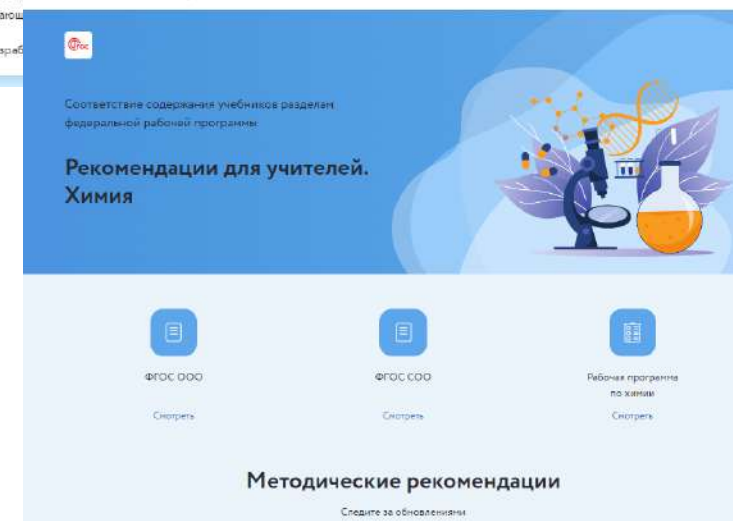 ФГОС
Соответствие содержания учебников разделам
федеральной рабочей программы
Рекомендации для учителей.
Химия
ФГОС ООО
ФГОС СОО
Рабочая программа
по химии
Смотреть
Смотреть
Смотреть
Методические рекомендации
Следите за обновлениями